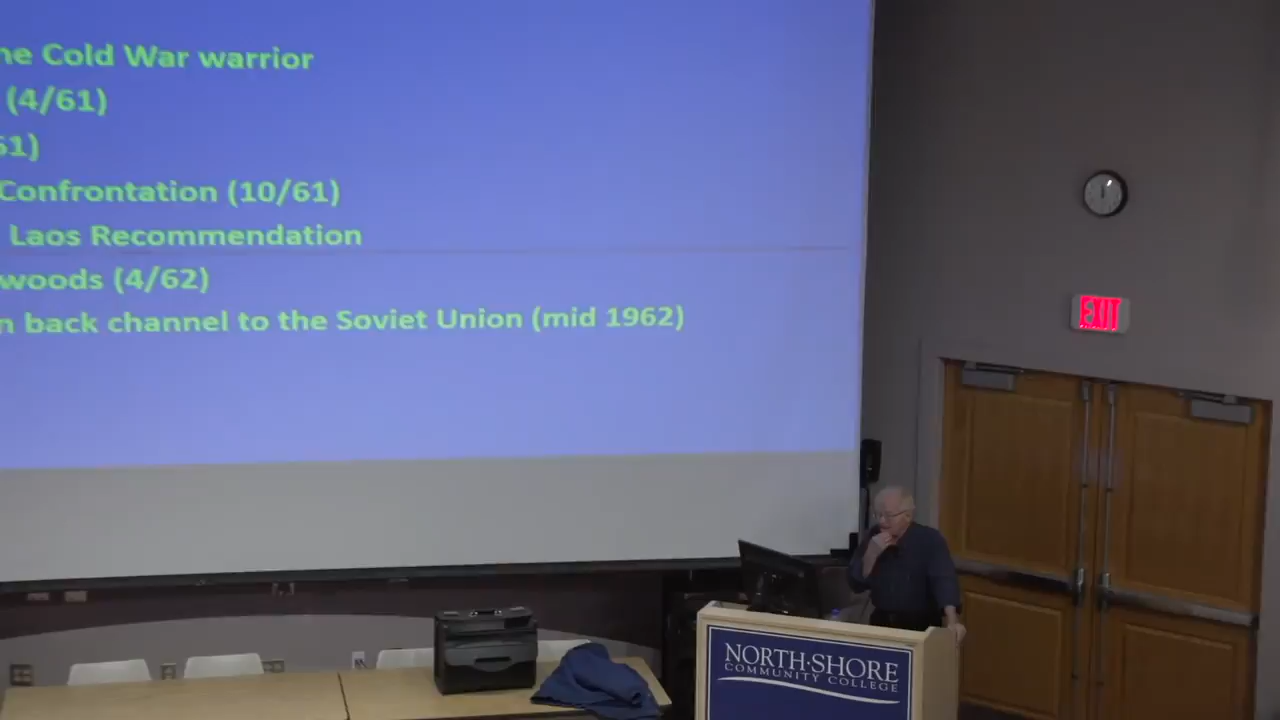 he Cold War warrior
(4/61)
61)
Confrontation (10/61)
Laos Recommendation
woods (4/62)
n back channel to the Soviet Union (mid 1962)
EXIT
NORTH·SHORE
COMMUNITY COLLEGE